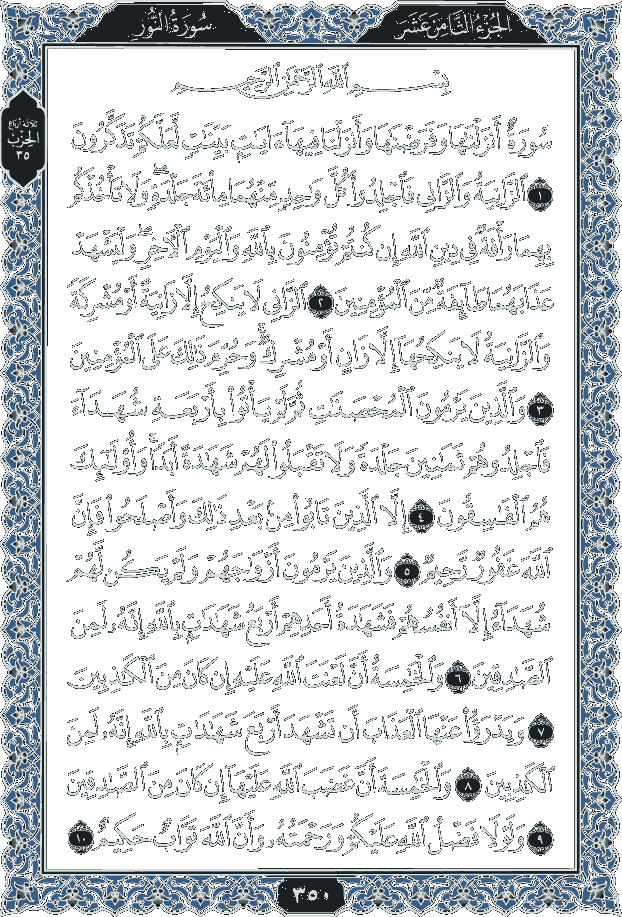 الجزء الثامن عشر
سورة النور
ثلاثة أرباع
الحزب
٣٥
بِسْمِ اللَّهِ الرَّحْمَٰنِ الرَّحِيمِ
سُورَةٌ أَنزَلْنَٰهَا وَفَرَضْنَٰهَا وَأَنزَلْنَا فِيهَآ ءَايَٰتٍۭ بَيِّنَٰتٍ لَّعَلَّكُمْ تَذَكَّرُونَ
١ ٱلزَّانِيَةُ وَٱلزَّانِى فَٱجْلِدُوا۟ كُلَّ وَٰحِدٍ مِّنْهُمَا مِا۟ئَةَ جَلْدَةٍ وَلَا تَأْخُذْكُم
بِهِمَا رَأْفَةٌ فِى دِينِ ٱللَّهِ إِن كُنتُمْ تُؤْمِنُونَ بِٱللَّهِ وَٱلْيَوْمِ ٱلْءَاخِرِ وَلْيَشْهَدْ
عَذَابَهُمَا طَآئِفَةٌ مِّنَ ٱلْمُؤْمِنِينَ ٢ ٱلزَّانِى لَا يَنكِحُ إِلَّا زَانِيَةً أَوْ مُشْرِكَةً
وَٱلزَّانِيَةُ لَا يَنكِحُهَآ إِلَّا زَانٍ أَوْ مُشْرِكٌ وَحُرِّمَ ذَٰلِكَ عَلَى ٱلْمُؤْمِنِينَ
٣ وَٱلَّذِينَ يَرْمُونَ ٱلْمُحْصَنَٰتِ ثُمَّ لَمْ يَأْتُوا۟ بِأَرْبَعَةِ شُهَدَآءَ
فَٱجْلِدُوهُمْ ثَمَٰنِينَ جَلْدَةً وَلَا تَقْبَلُوا۟ لَهُمْ شَهَٰدَةً أَبَدًا وَأُو۟لَٰٓئِكَ
هُمُ ٱلْفَٰسِقُونَ ٤ إِلَّا ٱلَّذِينَ تَابُوا۟ مِنۢ بَعْدِ ذَٰلِكَ وَأَصْلَحُوا۟ فَإِنَّ
ٱللَّهَ غَفُورٌ رَّحِيمٌ ٥ وَٱلَّذِينَ يَرْمُونَ أَزْوَٰجَهُمْ وَلَمْ يَكُن لَّهُمْ
شُهَدَآءُ إِلَّآ أَنفُسُهُمْ فَشَهَٰدَةُ أَحَدِهِمْ أَرْبَعُ شَهَٰدَٰتٍۭ بِٱللَّهِ إِنَّهُۥ لَمِنَ
ٱلصَّٰدِقِينَ ٦ وَٱلْخَٰمِسَةُ أَنَّ لَعْنَتَ ٱللَّهِ عَلَيْهِ إِن كَانَ مِنَ ٱلْكَٰذِبِينَ
٧ وَيَدْرَؤُا۟ عَنْهَا ٱلْعَذَابَ أَن تَشْهَدَ أَرْبَعَ شَهَٰدَٰتٍۭ بِٱللَّهِ إِنَّهُۥ لَمِنَ
ٱلْكَٰذِبِينَ ٨ وَٱلْخَٰمِسَةَ أَنَّ غَضَبَ ٱللَّهِ عَلَيْهَآ إِن كَانَ مِنَ ٱلصَّٰدِقِينَ
٩ وَلَوْلَا فَضْلُ ٱللَّهِ عَلَيْكُمْ وَرَحْمَتُهُۥ وَأَنَّ ٱللَّهَ تَوَّابٌ حَكِيمٌ ١٠
٣٥٠